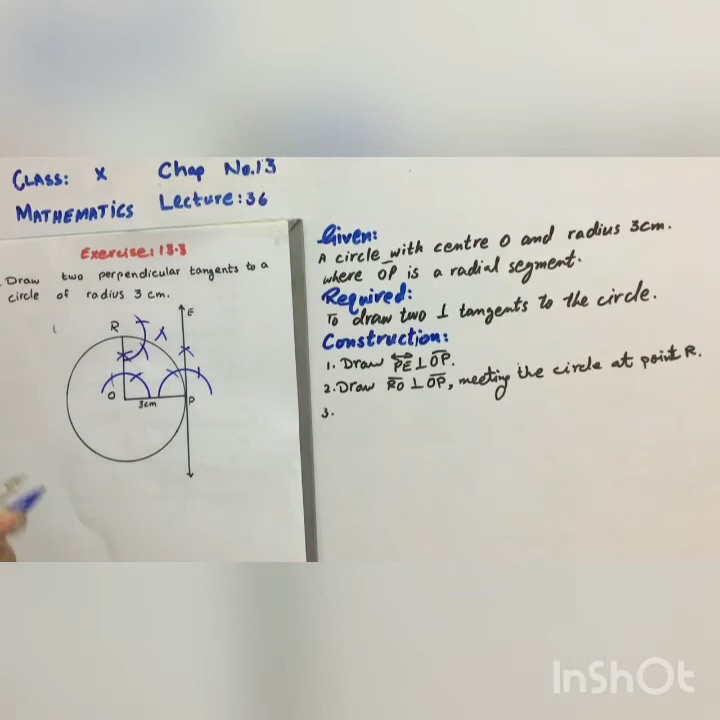 CLASS: X Chap No.13
MATHEMATICS Lecture: 36
Exercise: 13.3
Draw two perpendicular tangents to a
circle of radius 3 cm.
R
E
O
3cm
P
Given:
A circle with centre O and radius 3cm.
where OP is a radial segment.
Required:
To draw two ⊥ tangents to the circle.
Construction:
1. Draw PE ⊥ OP.
2. Draw RO ⊥ OP, meeting the circle at point R.
3.
InShOt